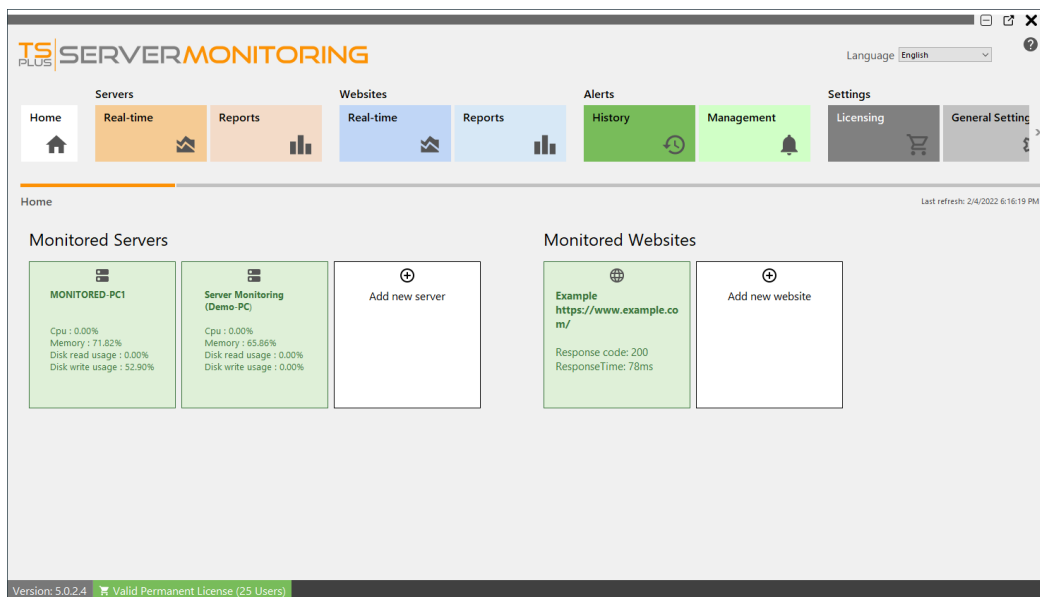 TS PLUS SERVERMONITORING
Language English
Servers
Websites
Alerts
Settings
Home
Real-time
Reports
Real-time
Reports
History
Management
Licensing
General Setting
Home
Last refresh: 2/4/2022 6:16:19 PM
Monitored Servers
Monitored Websites
MONITORED-PC1
Cpu : 0.00%
Memory : 71.82%
Disk read usage : 0.00%
Disk write usage : 52.90%
Server Monitoring
(Demo-PC)
Cpu : 0.00%
Memory : 65.86%
Disk read usage : 0.00%
Disk write usage : 0.00%
Add new server
Example
https://www.example.co
m/
Response code: 200
ResponseTime: 78ms
Add new website
Version: 5.0.2.4
Valid Permanent License (25 Users)